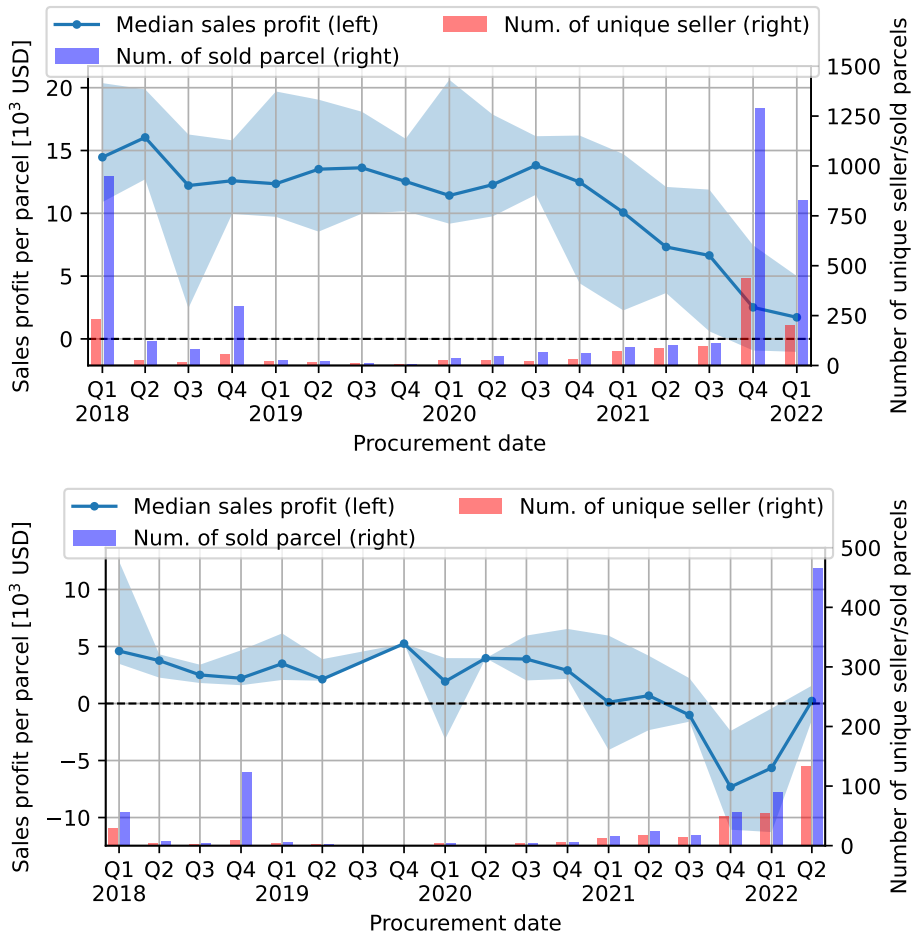 Median sales profit (left) Num. of unique seller (right)
Num. of sold parcel (right)
Sales profit per parcel [10³ USD]
20
15
10
5
0
1500
1250
1000
750
500
250
0
Number of unique seller/sold parcels
Q1 Q2 Q3 Q4 Q1 Q2 Q3 Q4 Q1 Q2 Q3 Q4 Q1 Q2 Q3 Q4 Q1
2018 2019 2020 2021 2022
Procurement date
Median sales profit (left) Num. of unique seller (right)
Num. of sold parcel (right)
Sales profit per parcel [10³ USD]
10
5
0
−5
−10
500
400
300
200
100
0
Number of unique seller/sold parcels
Q1 Q2 Q3 Q4 Q1 Q2 Q3 Q4 Q1 Q2 Q3 Q4 Q1 Q2 Q3 Q4 Q1 Q2
2018 2019 2020 2021 2022
Procurement date